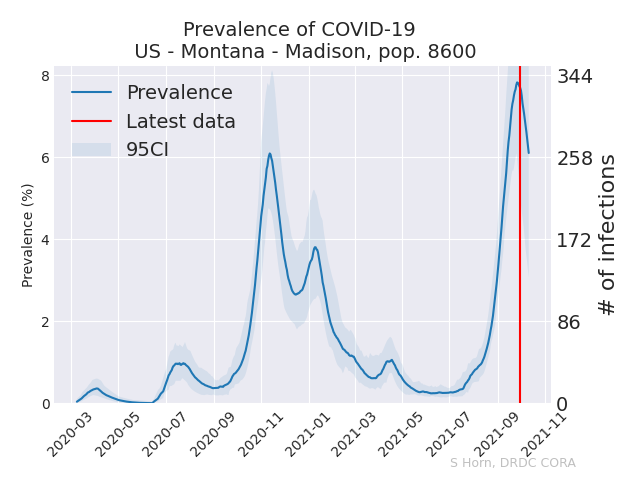 Prevalence of COVID-19
US - Montana - Madison, pop. 8600
Prevalence
Latest data
95CI
Prevalence (%)
8
6
4
2
0
344
258
172
86
0
# of infections
2020-03
2020-05
2020-07
2020-09
2020-11
2021-01
2021-03
2021-05
2021-07
2021-09
2021-11
S Horn, DRDC CORA